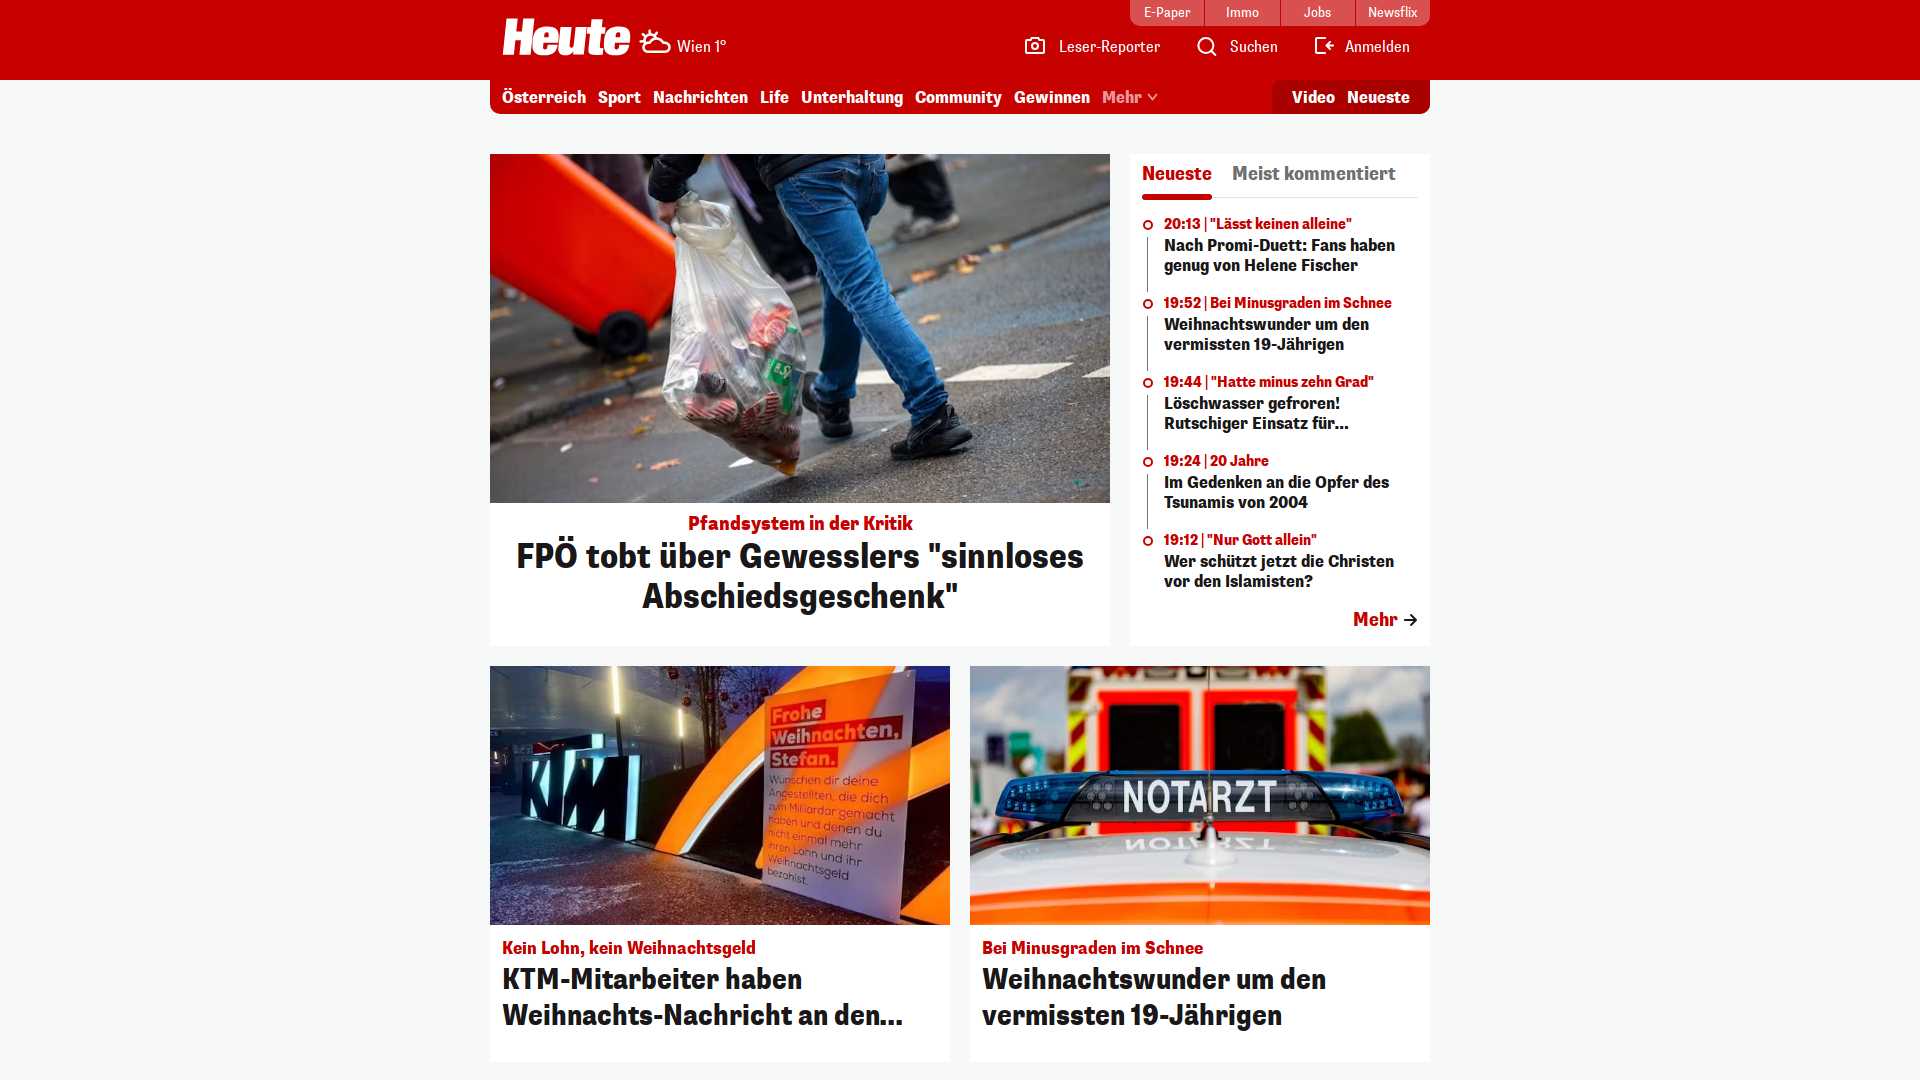 E-Paper
Immo
Jobs
Newsflix
Heute
Wien 1°
Leser-Reporter
Suchen
Anmelden
Österreich
Sport
Nachrichten
Life
Unterhaltung
Community
Gewinnen
Mehr
Video
Neueste
Pfandsystem in der Kritik
FPÖ tobt über Gewesslers "sinnloses
Abschiedsgeschenk"
Neueste
Meist kommentiert
20:13 | "Lässt keinen alleine"
Nach Promi-Duett: Fans haben
genug von Helene Fischer
19:52 | Bei Minusgraden im Schnee
Weihnachtswunder um den
vermissten 19-Jährigen
19:44 | "Hatte minus zehn Grad"
Löschwasser gefroren!
Rutschiger Einsatz für...
19:24 | 20 Jahre
Im Gedenken an die Opfer des
Tsunamis von 2004
19:12 | "Nur Gott allein"
Wer schützt jetzt die Christen
vor den Islamisten?
Mehr
KTM
Frohe
Weihnachten,
Stefan.
Wünschen dir deine
Angestellten, die dich
zum Milliardär gemacht
haben und denen du
nicht einmal mehr
ihren Lohn und ihr
Weihnachtsgeld
bezahlst.
Kein Lohn, kein Weihnachtsgeld
KTM-Mitarbeiter haben
Weihnachts-Nachricht an den...
NOTARZT
Bei Minusgraden im Schnee
Weihnachtswunder um den
vermissten 19-Jährigen